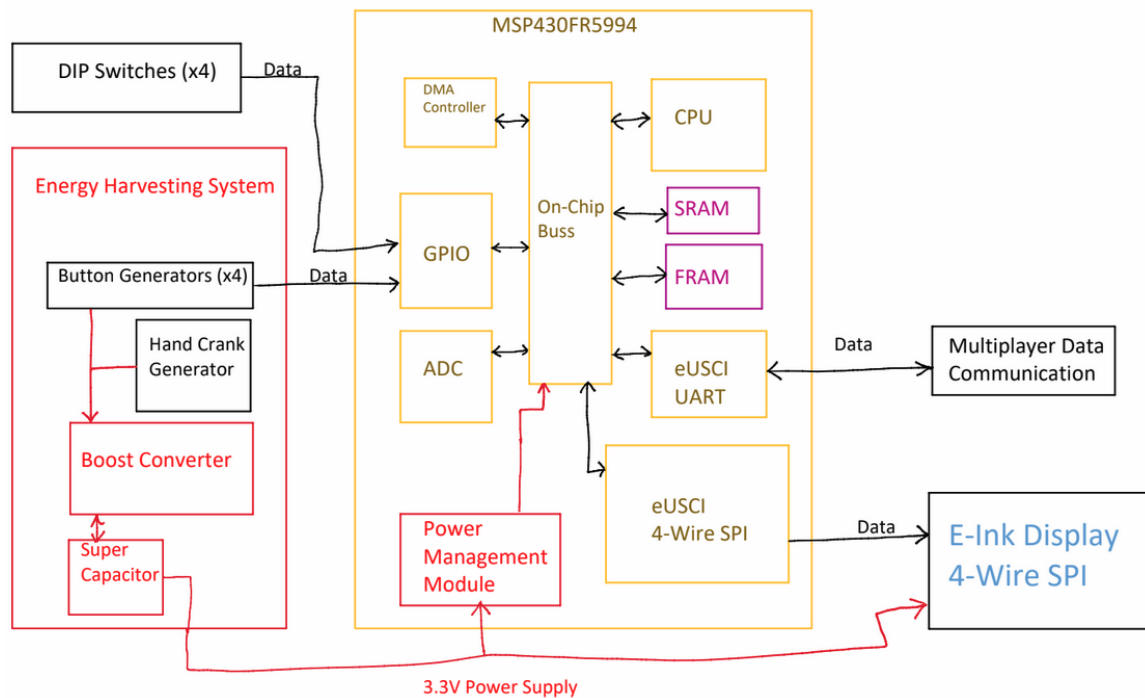 MSP430FR5994
DIP Switches (x4)
Data
DMA
Controller
CPU
Energy Harvesting System
On-Chip
Buss
SRAM
GPIO
FRAM
Button Generators (x4)
Data
Hand Crank
Generator
ADC
eUSCI
UART
Data
Multiplayer Data
Communication
Boost Converter
eUSCI
4-Wire SPI
Data
E-Ink Display
4-Wire SPI
Power
Management
Module
Super
Capacitor
3.3V Power Supply